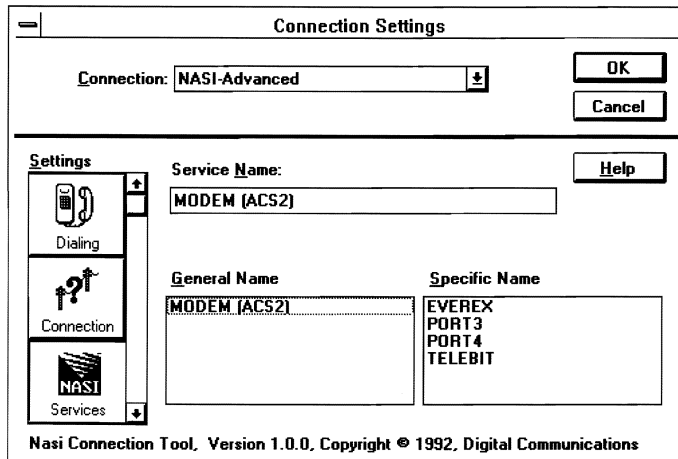 Connection Settings
Connection: NASI-Advanced
OK
Cancel
Settings
Service Name:
Help
MODEM (ACS2)
Dialing
General Name
Specific Name
MODEM (ACS2)
EVEREX
PORT3
PORT4
TELEBIT
Connection
NASI
Services
Nasi Connection Tool, Version 1.0.0, Copyright © 1992, Digital Communications